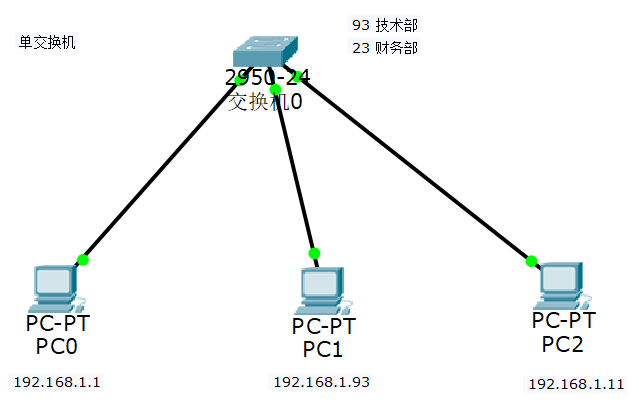 93 技术部
单交换机
23 财务部
2950-24
交换机0
PC-PT
PC0
PC-PT
PC1
PC-PT
PC2
192.168.1.1
192.168.1.93
192.168.1.11